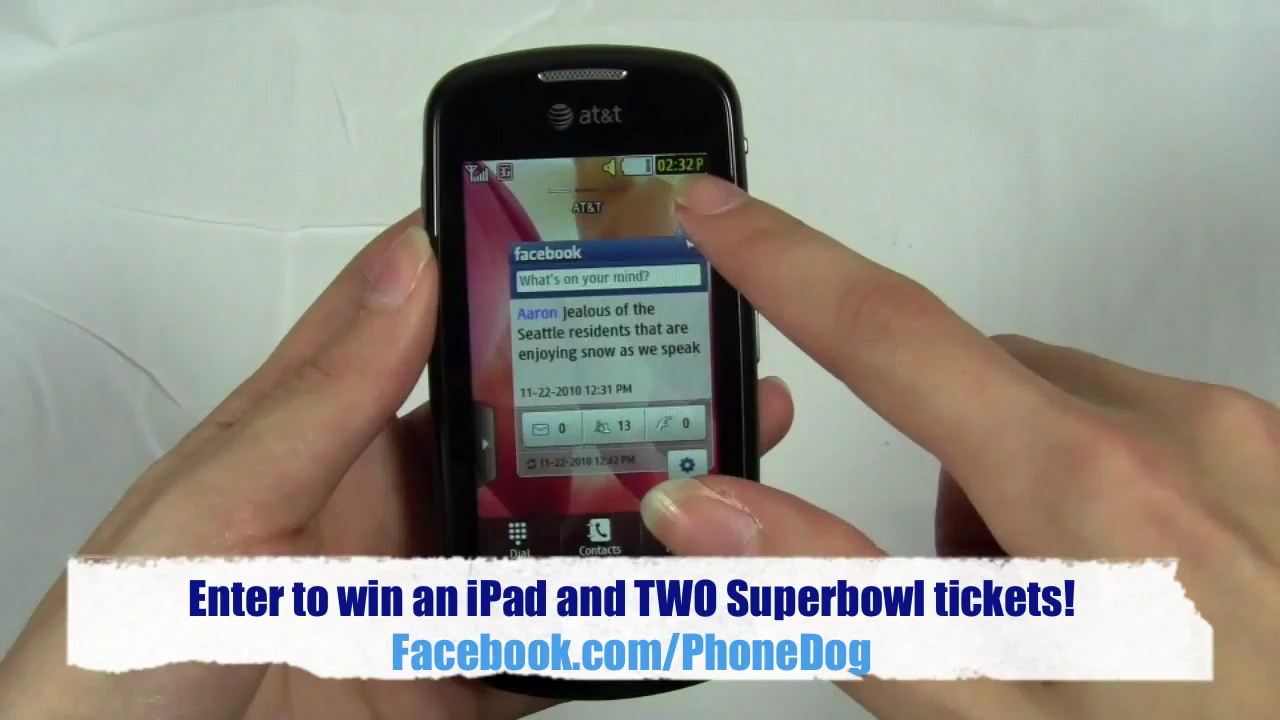 at&t
3G 02:32P
AT&T
facebook
What's on your mind?
Aaron Jealous of the
Seattle residents that are
enjoying snow as we speak
11-22-2010 12:31 PM
0 13 0
11-22-2010 12:42 PM
Dial Contacts
Enter to win an iPad and TWO Superbowl tickets!
Facebook.com/PhoneDog